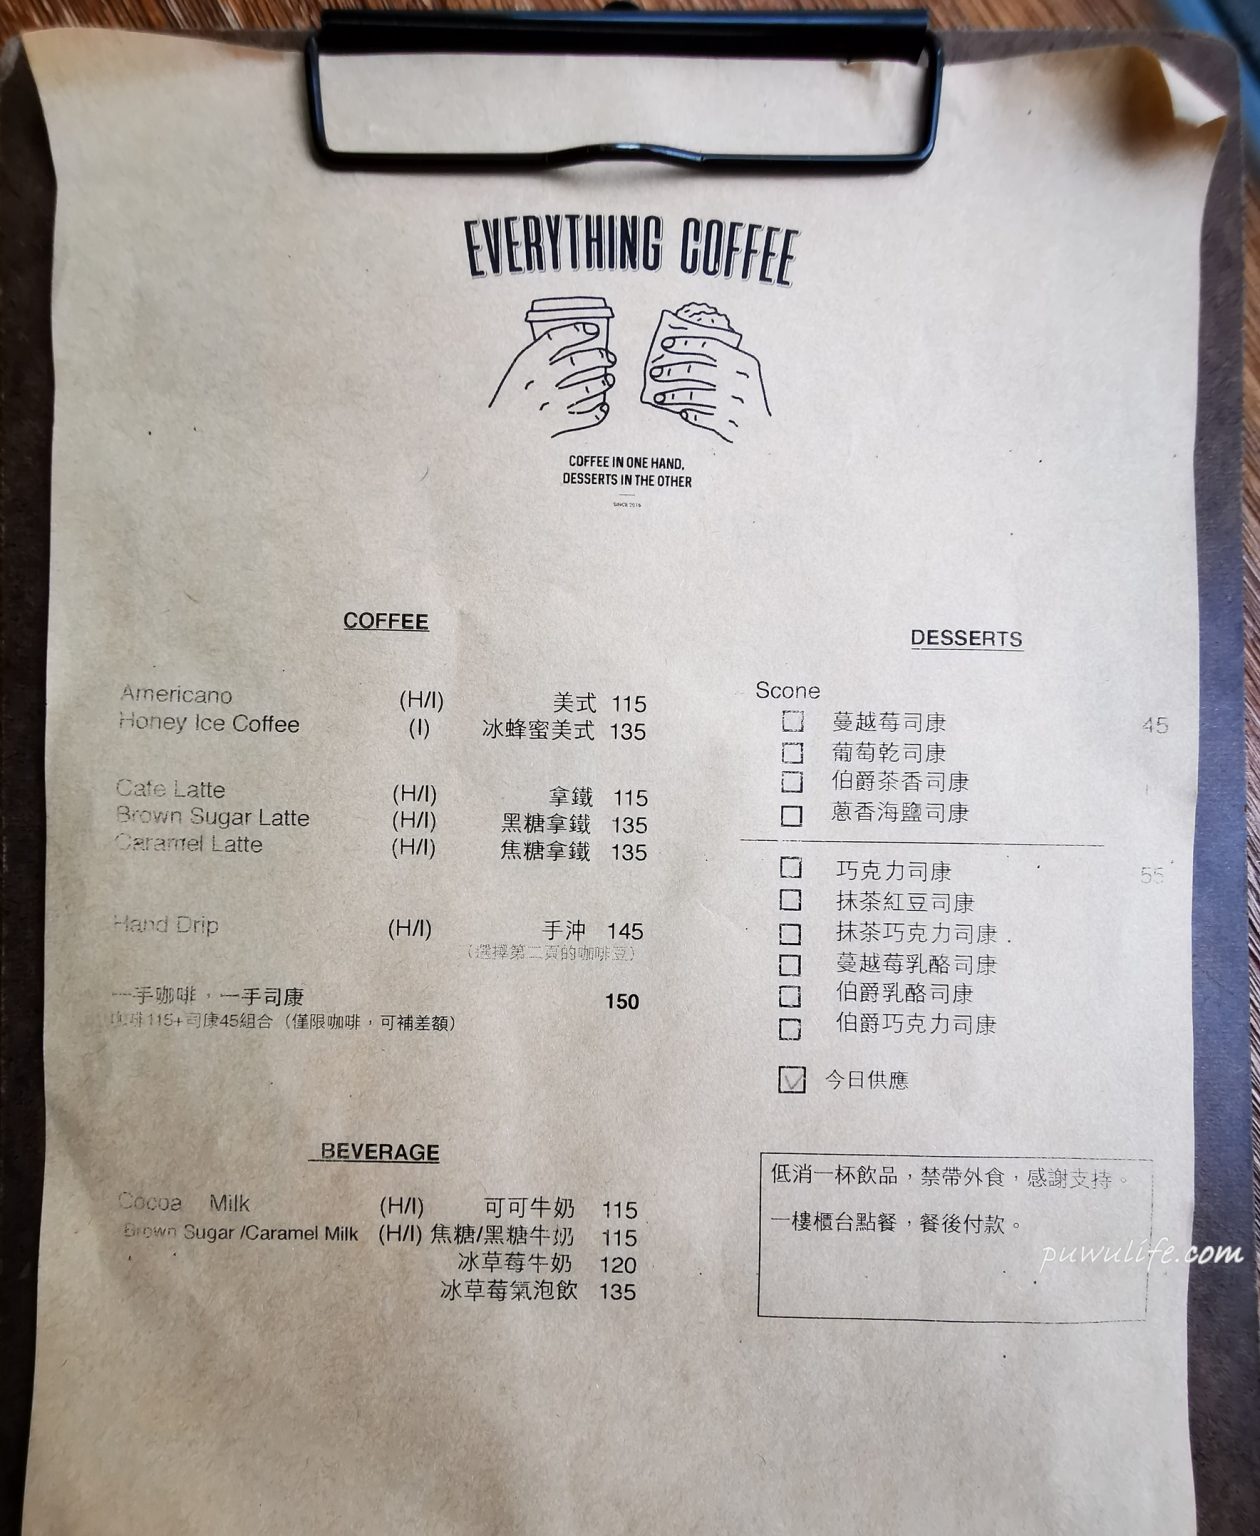 EVERYTHING COFFEE
COFFEE IN ONE HAND,
DESSERTS IN THE OTHER
SINCE 2016
COFFEE
Americano (H/I) 美式 115
Honey Ice Coffee (I) 冰蜂蜜美式 135
Cafe Latte (H/I) 拿鐵 115
Brown Sugar Latte (H/I) 黑糖拿鐵 135
Caramel Latte (H/I) 焦糖拿鐵 135
Hand Drip (H/I) 手沖 145
（選擇第二頁的咖啡豆）
一手咖啡，一手司康 150
咖啡115+司康45組合（僅限咖啡，可補差額）
BEVERAGE
Cocoa Milk (H/I) 可可牛奶 115
Brown Sugar /Caramel Milk (H/I) 焦糖/黑糖牛奶 115
冰草莓牛奶 120
冰草莓氣泡飲 135
DESSERTS
Scone
蔓越莓司康 45
葡萄乾司康
伯爵茶香司康
蔥香海鹽司康
巧克力司康 55
抹茶紅豆司康
抹茶巧克力司康
蔓越莓乳酪司康
伯爵乳酪司康
伯爵巧克力司康
今日供應
低消一杯飲品，禁帶外食，感謝支持。
一樓櫃台點餐，餐後付款。
puwulife.com